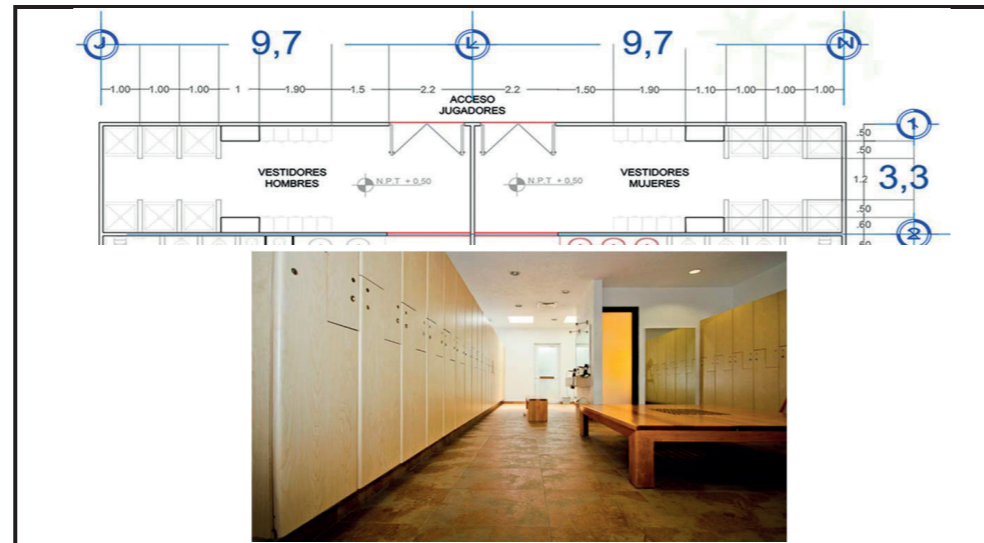 J 9,7 L 9,7 N
1.00 1.00 1.00 1 1.90 1.5 2.2 2.2 1.50 1.90 1.10 1.00 1.00 1.00
ACCESO
JUGADORES
1
.50
.50
VESTIDORES
HOMBRES
N.P.T + 0,50
N.P.T + 0,50
VESTIDORES
MUJERES
1.2
3,3
.50
.60
2
.60